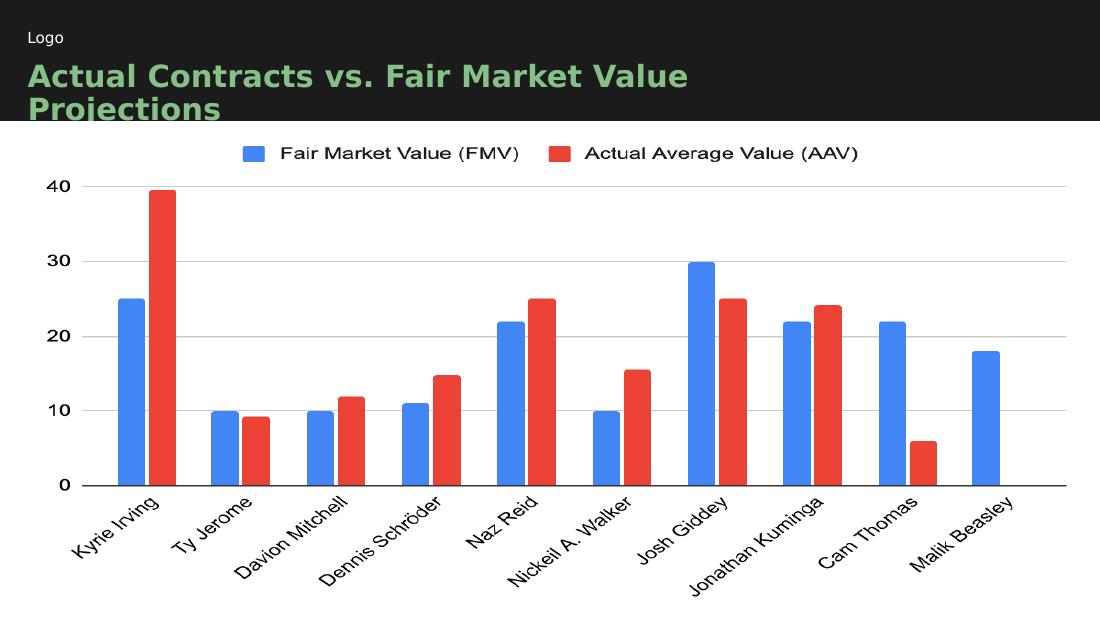 Logo
Actual Contracts vs. Fair Market Value
Projections
Fair Market Value (FMV) Actual Average Value (AAV)
40
30
20
10
0
Kyrie Irving
Ty Jerome
Davion Mitchell
Dennis Schröder
Naz Reid
Nickeil A. Walker
Josh Giddey
Jonathan Kuminga
Cam Thomas
Malik Beasley